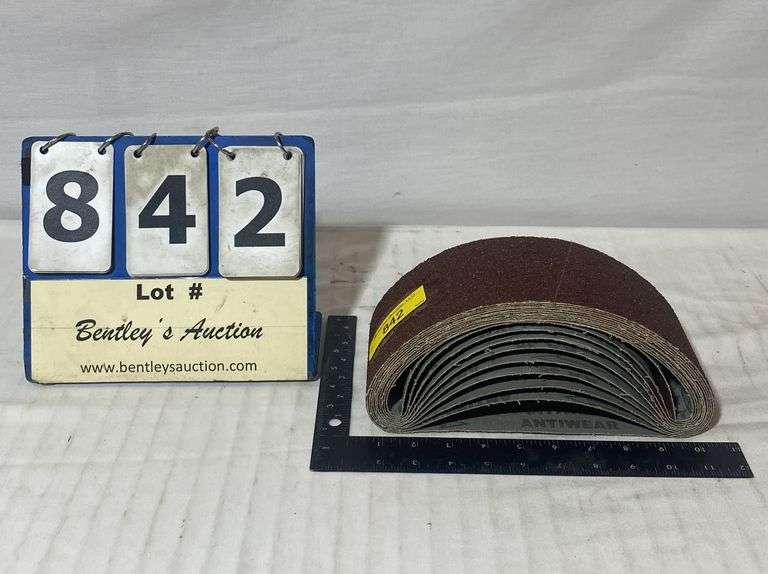 842
Lot #
Bentley's Auction
www.bentleysauction.com
842
ANTIWEAR